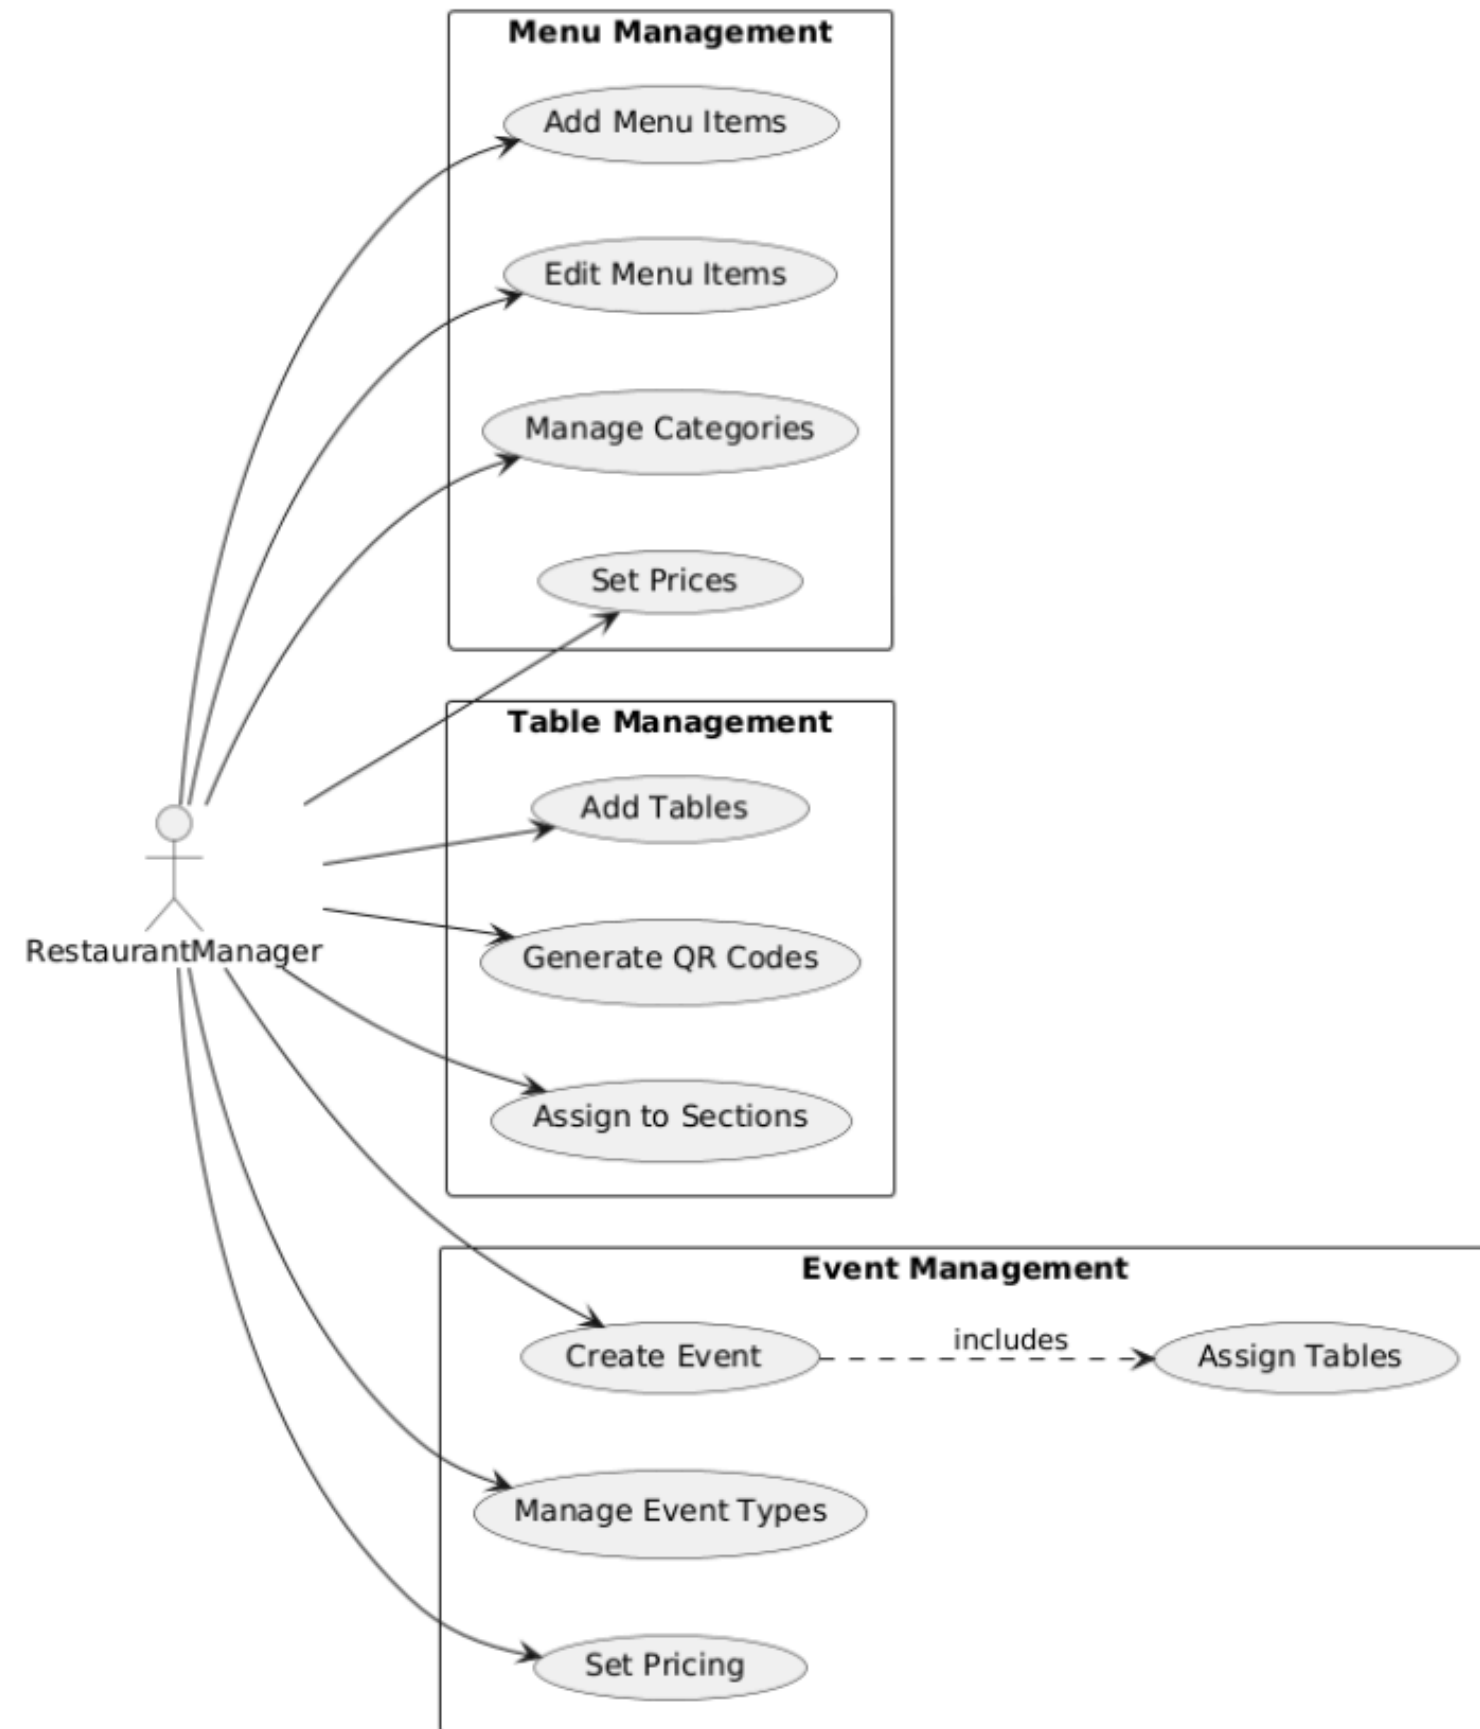 Menu Management
Add Menu Items
Edit Menu Items
Manage Categories
Set Prices
Table Management
Add Tables
Generate QR Codes
RestaurantManager
Assign to Sections
Event Management
Create Event
includes
Assign Tables
Manage Event Types
Set Pricing